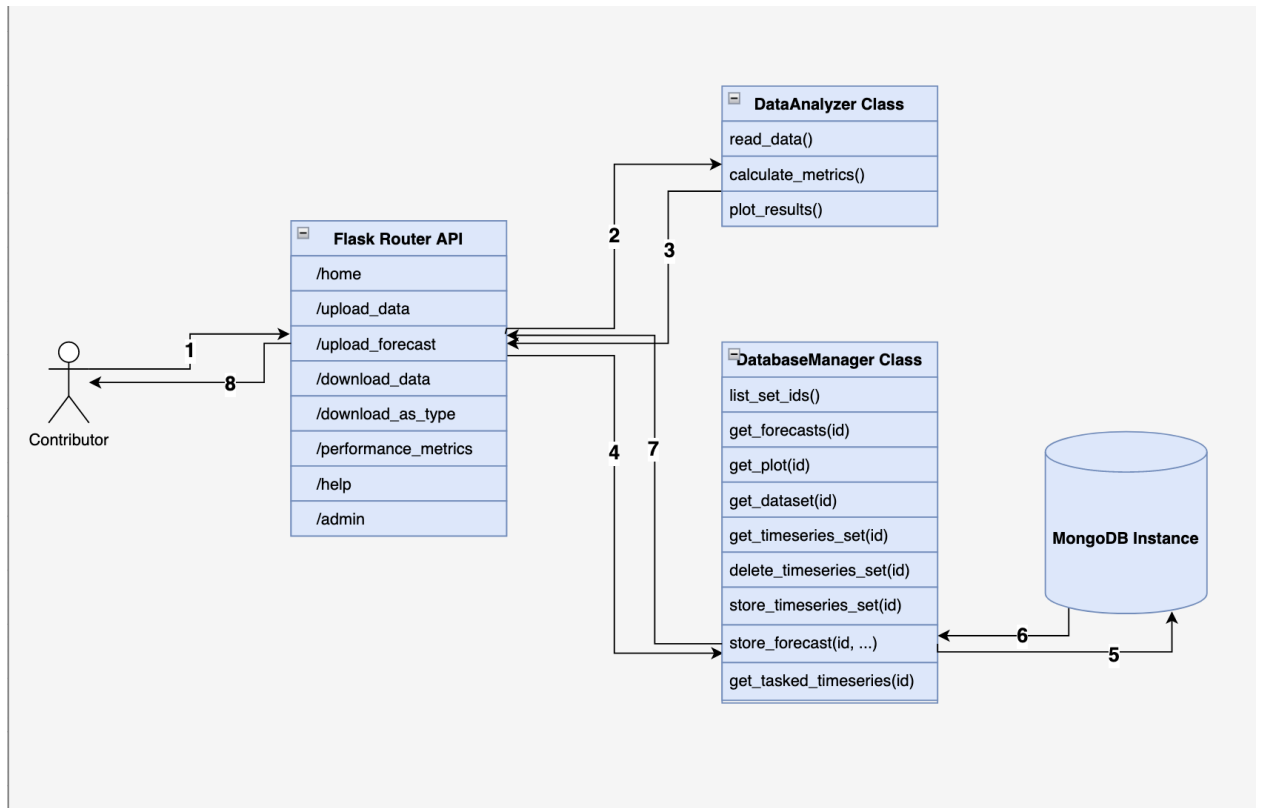 DataAnalyzer Class
read_data()
calculate_metrics()
plot_results()
2
3
Flask Router API
/home
/upload_data
/upload_forecast
/download_data
/download_as_type
/performance_metrics
/help
/admin
1
8
Contributor
4
7
DatabaseManager Class
list_set_ids()
get_forecasts(id)
get_plot(id)
get_dataset(id)
get_timeseries_set(id)
delete_timeseries_set(id)
store_timeseries_set(id)
store_forecast(id, ...)
get_tasked_timeseries(id)
MongoDB Instance
6
5